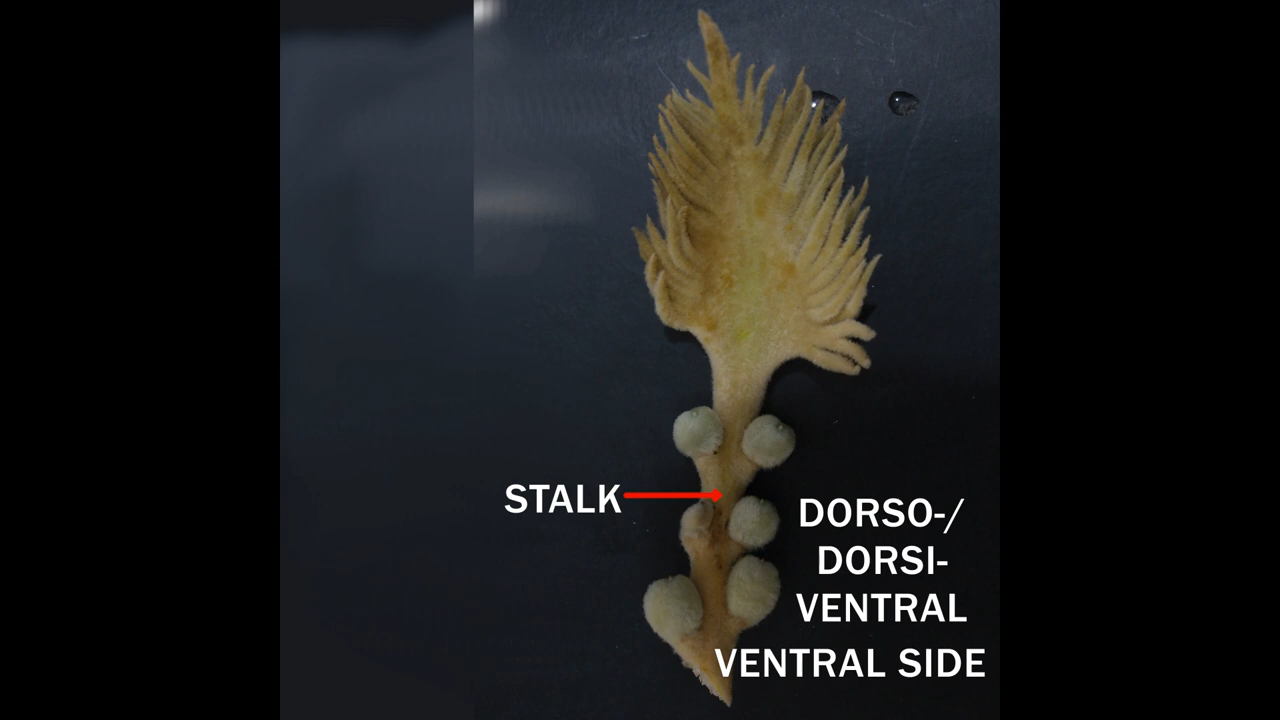 STALK
DORSO-/
DORSI-
VENTRAL
VENTRAL SIDE